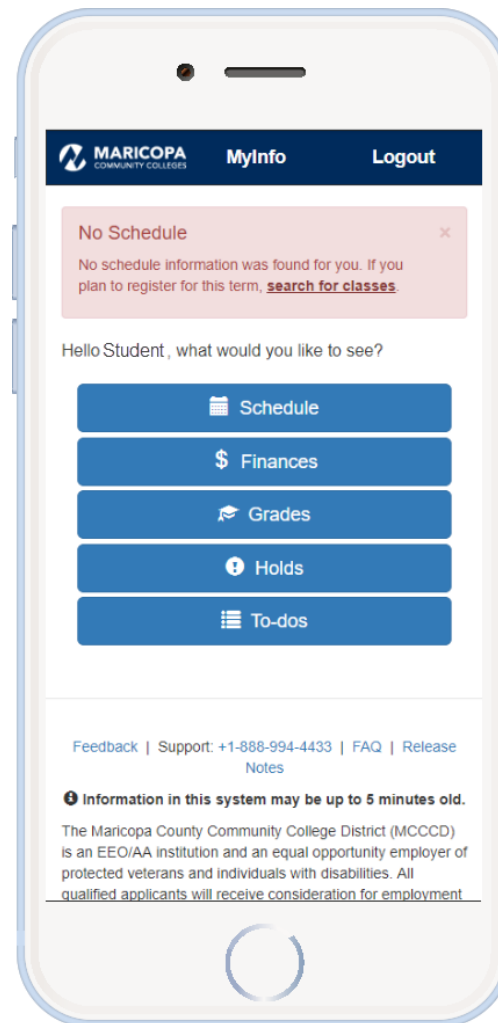 MARICOPA
COMMUNITY COLLEGES
MyInfo
Logout
No Schedule
×
No schedule information was found for you. If you
plan to register for this term, search for classes.
Hello Student , what would you like to see?
Schedule
$ Finances
Grades
Holds
To-dos
Feedback | Support: +1-888-994-4433 | FAQ | Release
Notes
Information in this system may be up to 5 minutes old.
The Maricopa County Community College District (MCCCD)
is an EEO/AA institution and an equal opportunity employer of
protected veterans and individuals with disabilities. All
qualified applicants will receive consideration for employment